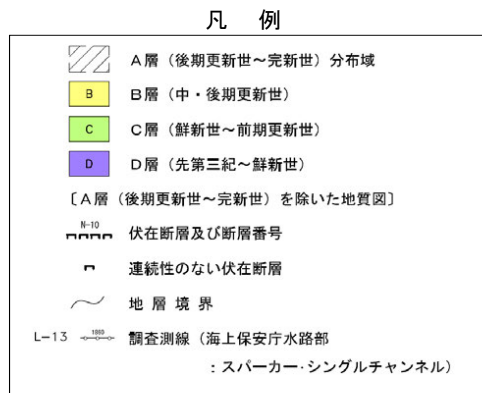 凡 例
A層（後期更新世～完新世）分布域
B B層（中・後期更新世）
C C層（鮮新世～前期更新世）
D D層（先第三紀～鮮新世）
〔A層（後期更新世～完新世）を除いた地質図〕
N-10
伏在断層及び断層番号
連続性のない伏在断層
地 層 境 界
L-13 1880 調査測線（海上保安庁水路部
：スパーカー・シングルチャンネル）